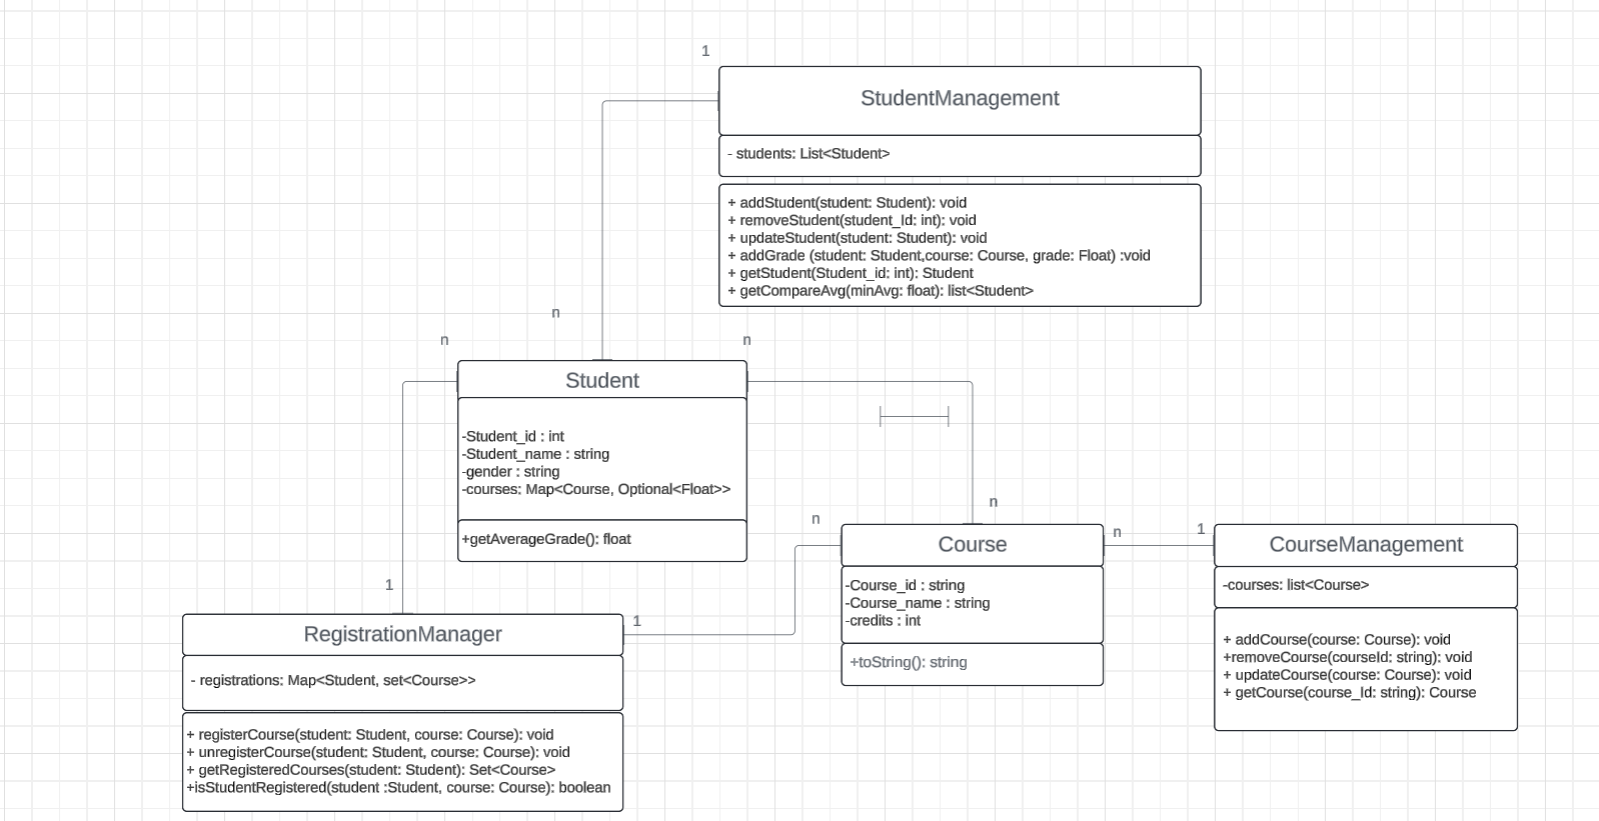 1
StudentManagement
- students: List<Student>
+ addStudent(student: Student): void
+ removeStudent(student_Id: int): void
+ updateStudent(student: Student): void
+ addGrade (student: Student,course: Course, grade: Float) :void
+ getStudent(Student_id: int): Student
+ getCompareAvg(minAvg: float): list<Student>
n
n
n
Student
-Student_id : int
-Student_name : string
-gender : string
-courses: Map<Course, Optional<Float>>
+getAverageGrade(): float
n
n
n
1
Course
-Course_id : string
-Course_name : string
-credits : int
+toString(): string
CourseManagement
-courses: list<Course>
+ addCourse(course: Course): void
+removeCourse(courseId: string): void
+ updateCourse(course: Course): void
+ getCourse(course_Id: string): Course
1
1
RegistrationManager
- registrations: Map<Student, set<Course>>
+ registerCourse(student: Student, course: Course): void
+ unregisterCourse(student: Student, course: Course): void
+ getRegisteredCourses(student: Student): Set<Course>
+isStudentRegistered(student :Student, course: Course): boolean